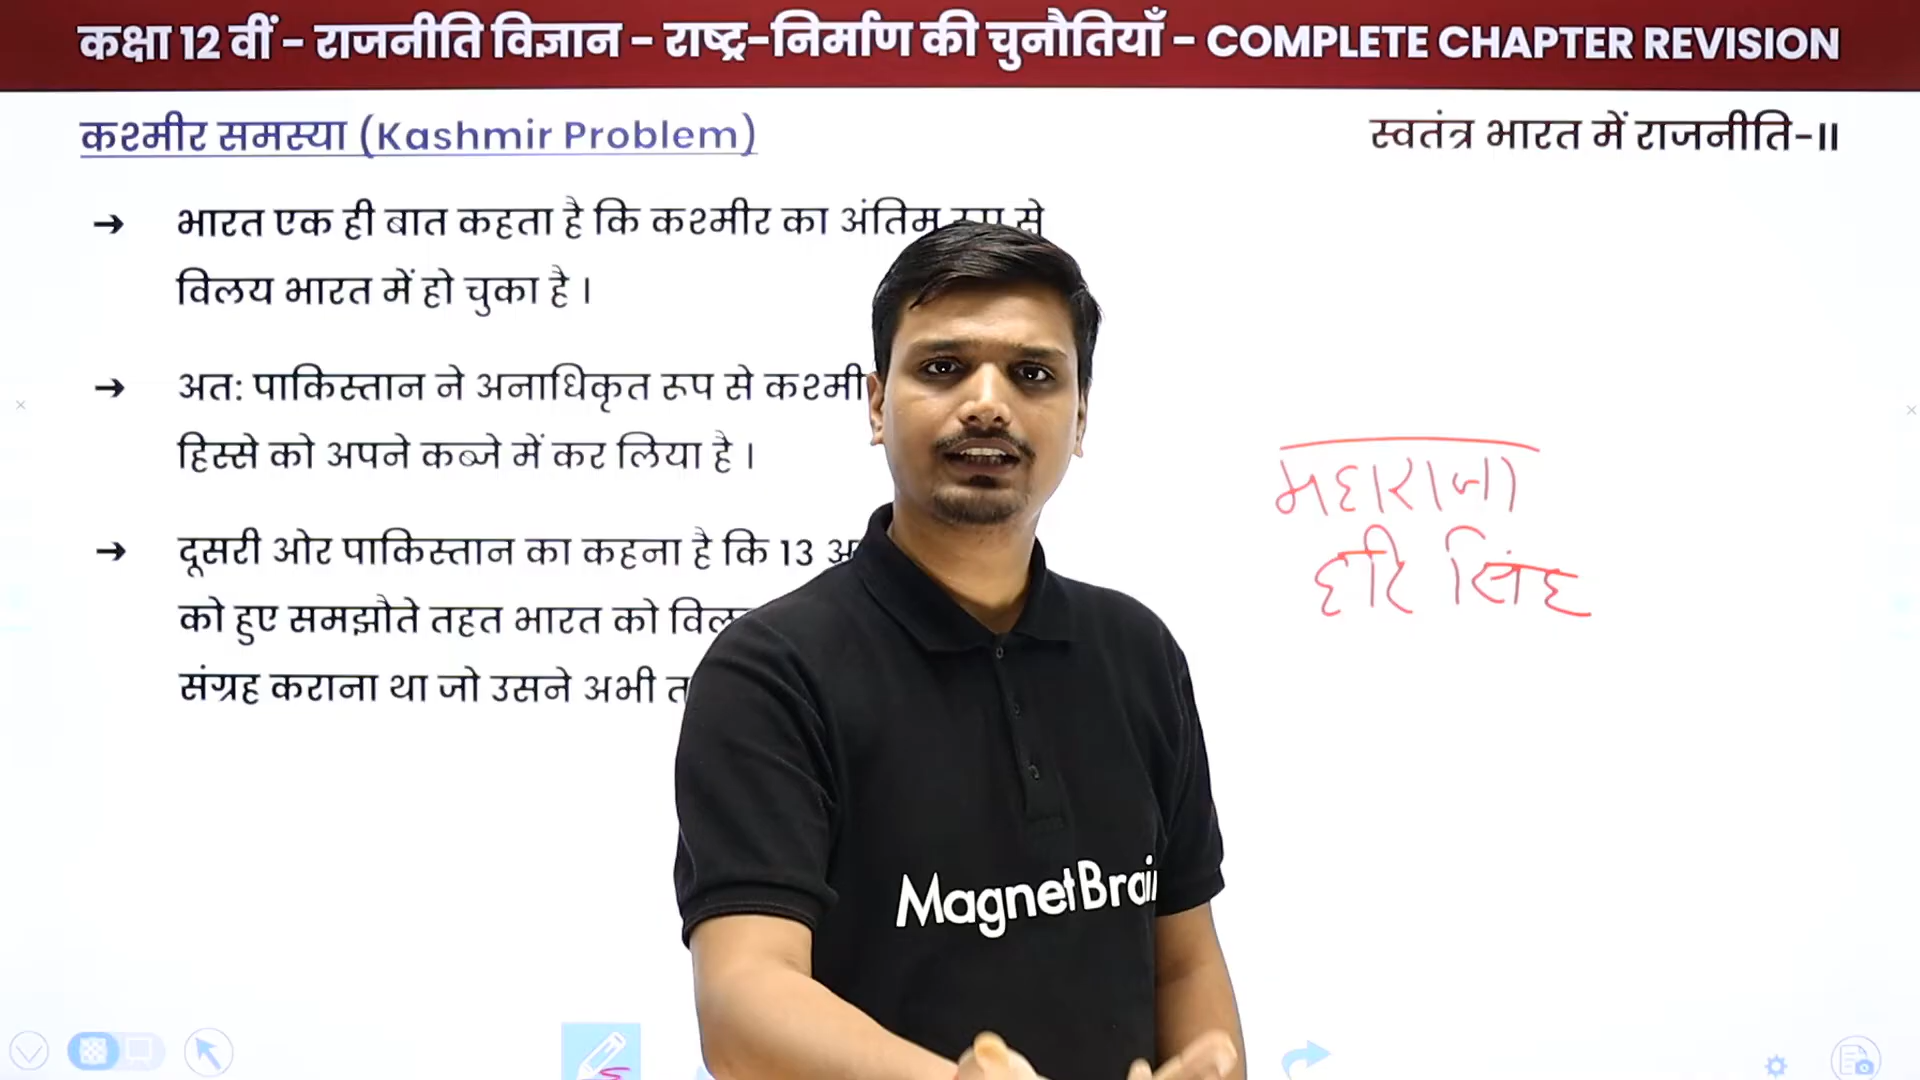 कक्षा 12 वीं - राजनीति विज्ञान - राष्ट्र-निर्माण की चुनौतियाँ - COMPLETE CHAPTER REVISION
कश्मीर समस्या (Kashmir Problem)
स्वतंत्र भारत में राजनीति-II
→ भारत एक ही बात कहता है कि कश्मीर का अंतिम से
विलय भारत में हो चुका है ।
→ अत: पाकिस्तान ने अनाधिकृत रूप से
हिस्से को अपने कब्जे में कर लिया है ।
→ दूसरी ओर पाकिस्तान का कहना है कि 13
को हुए समझौते तहत भारत को
संग्रह कराना था जो उसने अभी
महाराजा
हरि सिंह
MagnetBrain